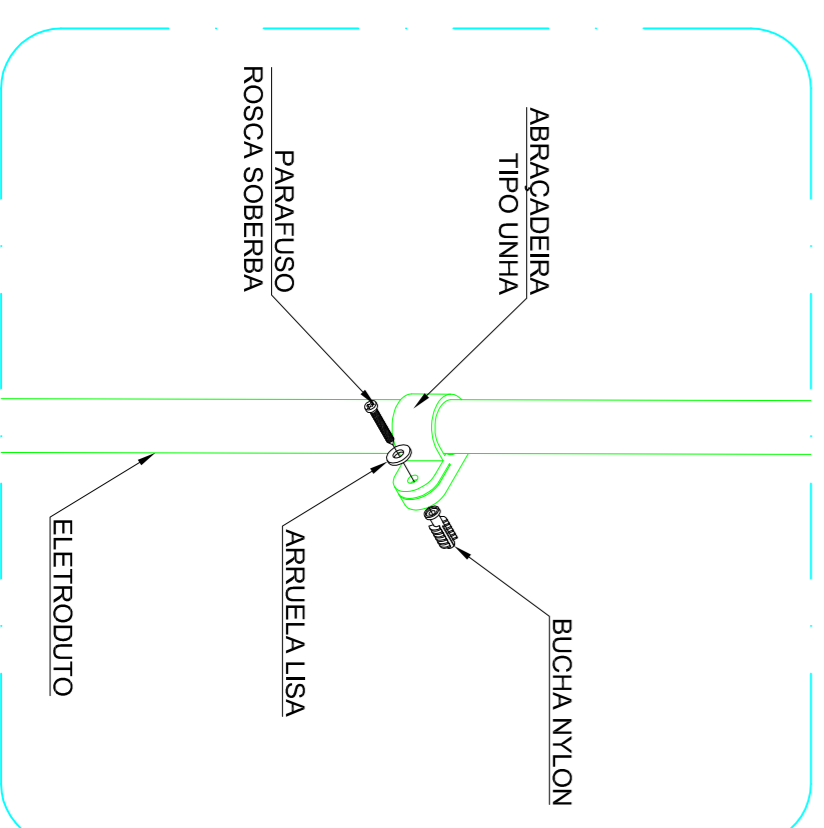 ABRAÇADEIRA
TIPO UNHA
PARAFUSO
ROSCA SOBERBA
BUCHA NYLON
ARRUELA LISA
ELETRODUTO